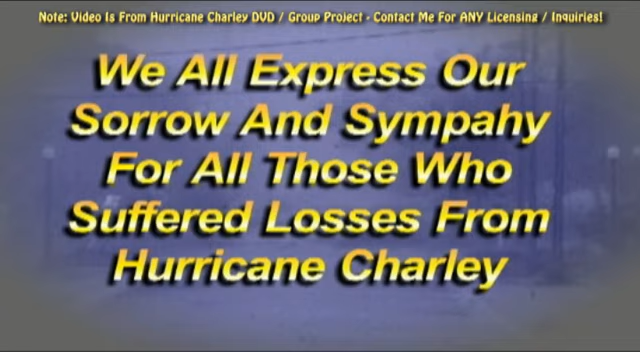 Note: Video Is From Hurricane Charley DVD / Group Project - Contact Me For ANY Licensing / Inquiries!
We All Express Our
Sorrow And Sympahy
For All Those Who
Suffered Losses From
Hurricane Charley